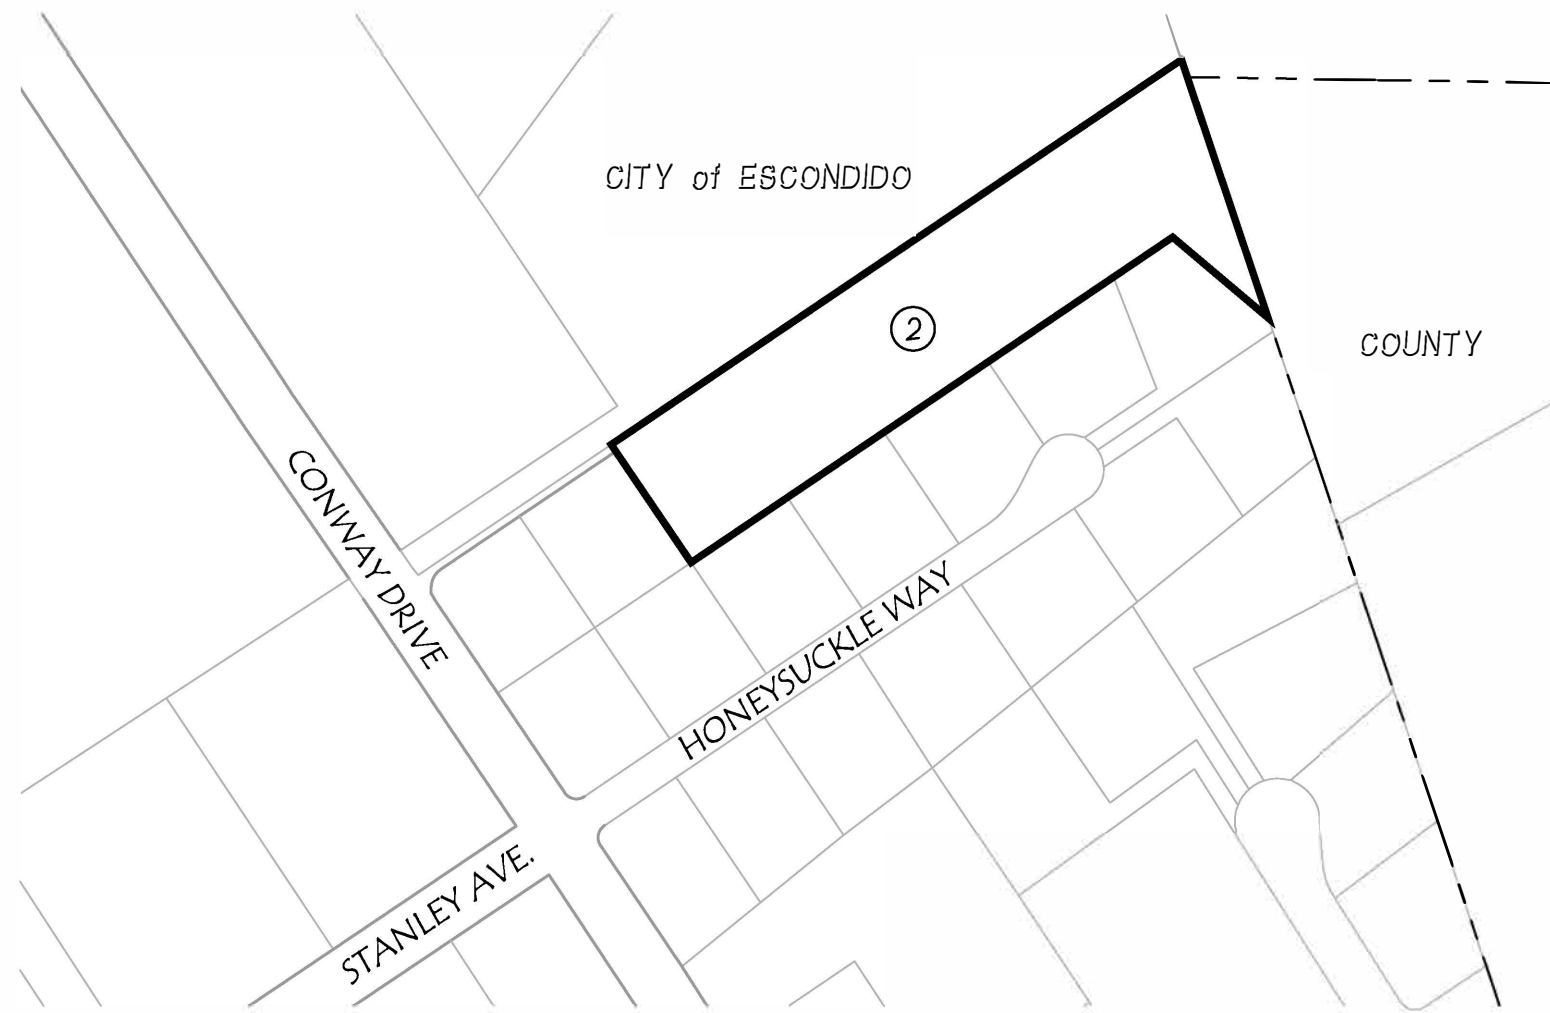 CITY of ESCONDIDO
2
COUNTY
CONWAY DRIVE
HONEYSUCKLE WAY
STANLEY AVE.